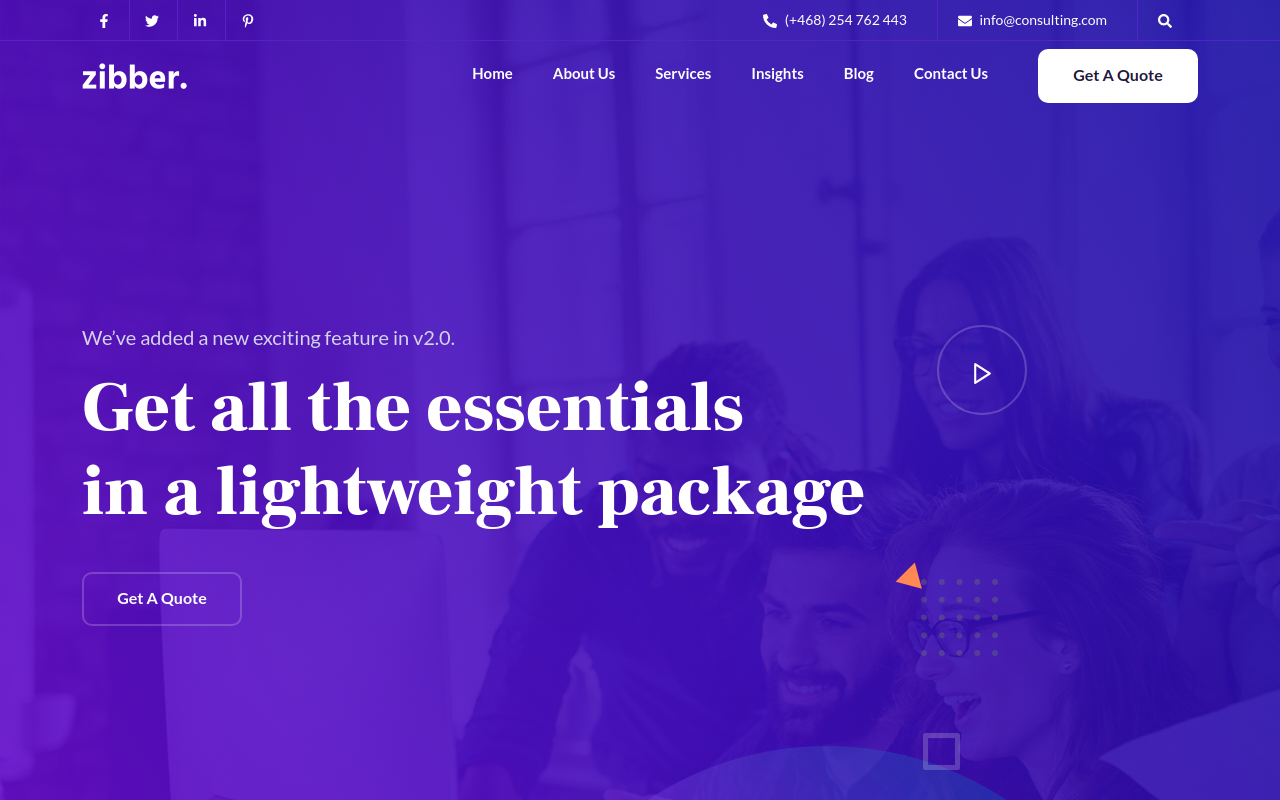 (+468) 254 762 443
info@consulting.com
zibber.
Home
About Us
Services
Insights
Blog
Contact Us
Get A Quote
We’ve added a new exciting feature in v2.0.
Get all the essentials
in a lightweight package
Get A Quote